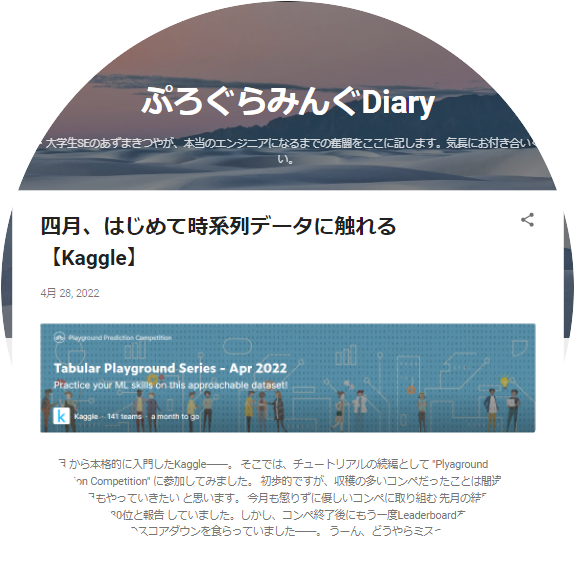 ぷろぐらみんぐDiary
大学生SEのあずまきつやが、本当のエンジニアになるまでの奮闘をここに記します。気長にお付き合い
い。
四月、はじめて時系列データに触れる
【Kaggle】
4月 28, 2022
Playground Prediction Competition
Tabular Playground Series - Apr 2022
Practice your ML skills on this approachable dataset!
k Kaggle · 141 teams · a month to go
から本格的に入門したKaggle――。 そこでは、チュートリアルの続編として "Plyaground
on Competition" に参加してみました。 初歩的ですが、収穫の多いコンペだったことは間
もやっていきたい と思います。 今月も懲りずに優しいコンペに取り組む 先月の結
30位と報告 していました。しかし、コンペ終了後にもう一度Leaderboardを
のスコアダウンを食らっていました――。 うーん、どうやらミス